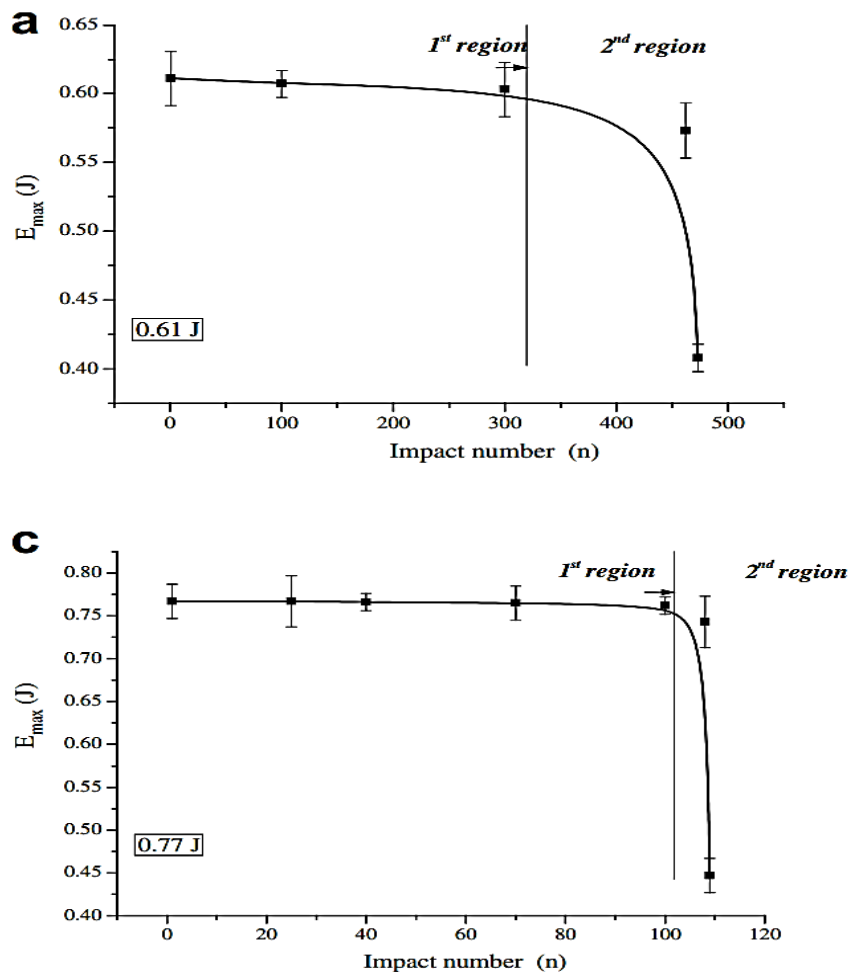 a
0.65
1st region
2nd region
0.60
0.55
Emax (J)
0.50
0.45
0.61 J
0.40
0 100 200 300 400 500
Impact number (n)
c
0.80
1st region
2nd region
0.75
0.70
0.65
Emax (J)
0.60
0.55
0.50
0.77 J
0.45
0.40
0 20 40 60 80 100 120
Impact number (n)